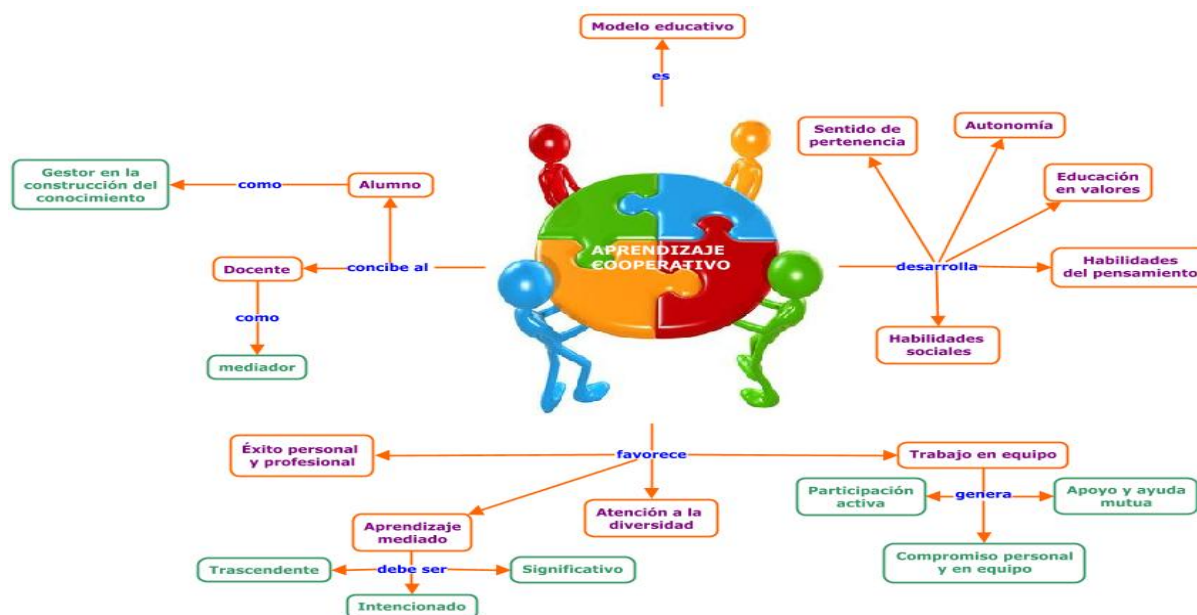 Modelo educativo
es
Sentido de
pertenencia
Autonomía
Educación
en valores
Habilidades
del pensamiento
desarrolla
Habilidades
sociales
Gestor en la
construcción del
conocimiento
como
Alumno
Docente
concibe al
como
mediador
APRENDIZAJE
COOPERATIVO
Éxito personal
y profesional
favorece
Trabajo en equipo
Participación
activa
genera
Apoyo y ayuda
mutua
Compromiso personal
y en equipo
Atención a la
diversidad
Aprendizaje
mediado
Trascendente
debe ser
Significativo
Intencionado